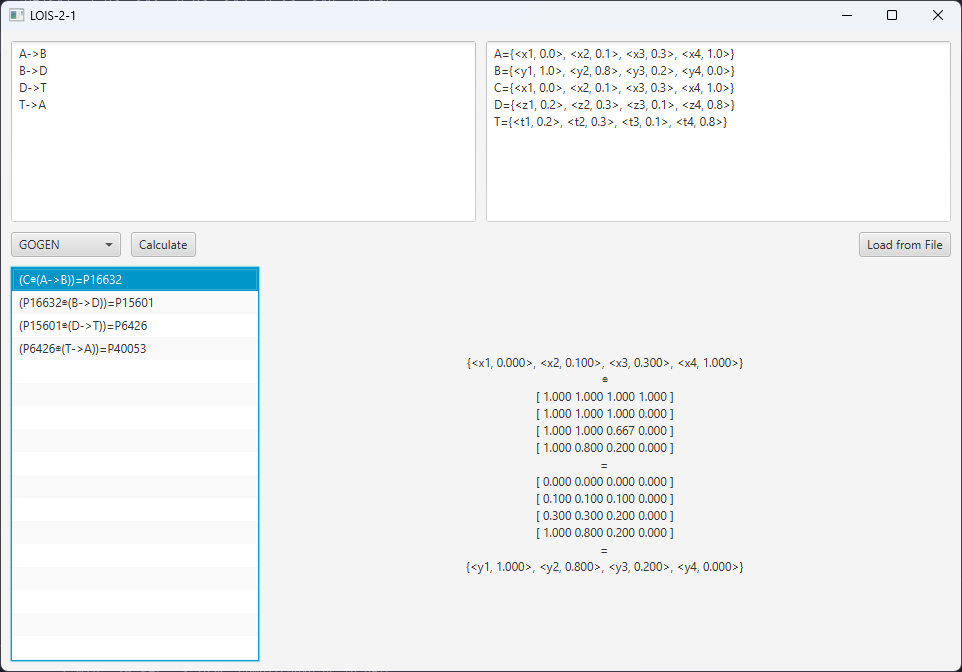 LOIS-2-1
A->B
B->D
D->T
T->A
A={<x1, 0.0>, <x2, 0.1>, <x3, 0.3>, <x4, 1.0>}
B={<y1, 1.0>, <y2, 0.8>, <y3, 0.2>, <y4, 0.0>}
C={<x1, 0.0>, <x2, 0.1>, <x3, 0.3>, <x4, 1.0>}
D={<z1, 0.2>, <z2, 0.3>, <z3, 0.1>, <z4, 0.8>}
T={<t1, 0.2>, <t2, 0.3>, <t3, 0.1>, <t4, 0.8>}
GOGEN
Calculate
Load from File
(C⊜(A->B))=P16632
(P16632⊜(B->D))=P15601
(P15601⊜(D->T))=P6426
(P6426⊜(T->A))=P40053
{<x1, 0.000>, <x2, 0.100>, <x3, 0.300>, <x4, 1.000>}
⊜
[ 1.000 1.000 1.000 1.000 ]
[ 1.000 1.000 1.000 0.000 ]
[ 1.000 1.000 0.667 0.000 ]
[ 1.000 0.800 0.200 0.000 ]
=
[ 0.000 0.000 0.000 0.000 ]
[ 0.100 0.100 0.100 0.000 ]
[ 0.300 0.300 0.200 0.000 ]
[ 1.000 0.800 0.200 0.000 ]
=
{<y1, 1.000>, <y2, 0.800>, <y3, 0.200>, <y4, 0.000>}